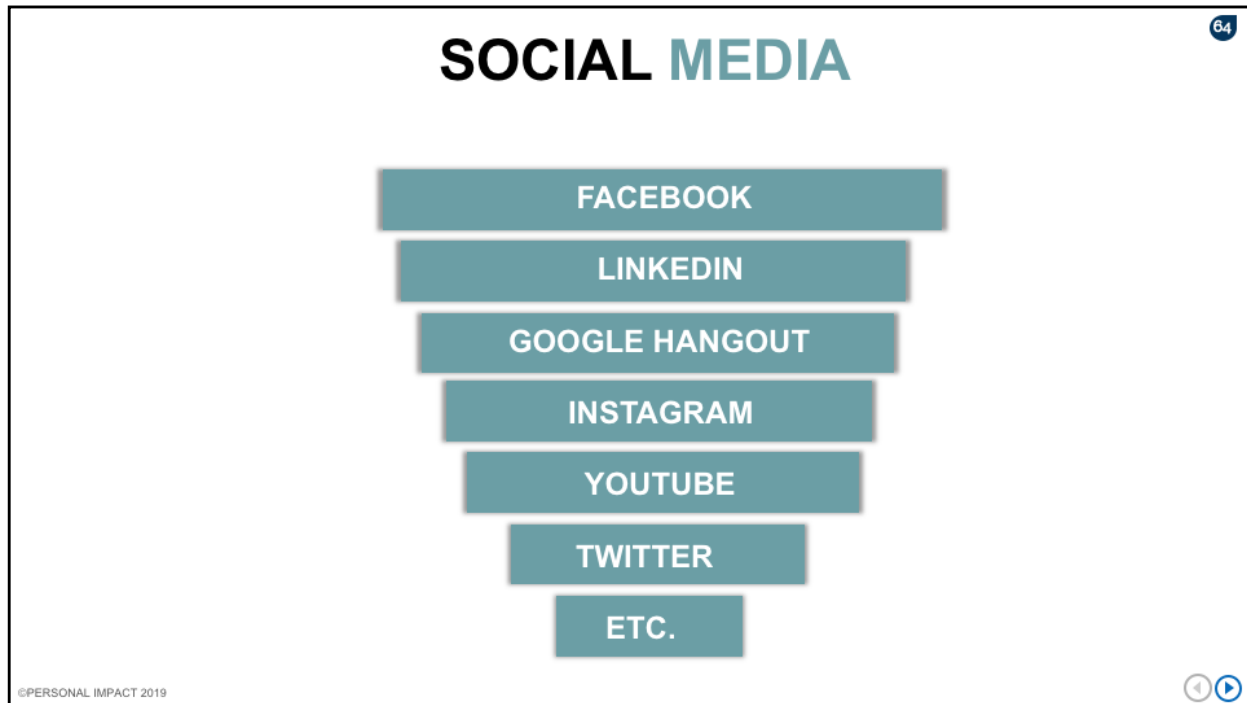 64
SOCIAL MEDIA
FACEBOOK
LINKEDIN
GOOGLE HANGOUT
INSTAGRAM
YOUTUBE
TWITTER
ETC.
©PERSONAL IMPACT 2019